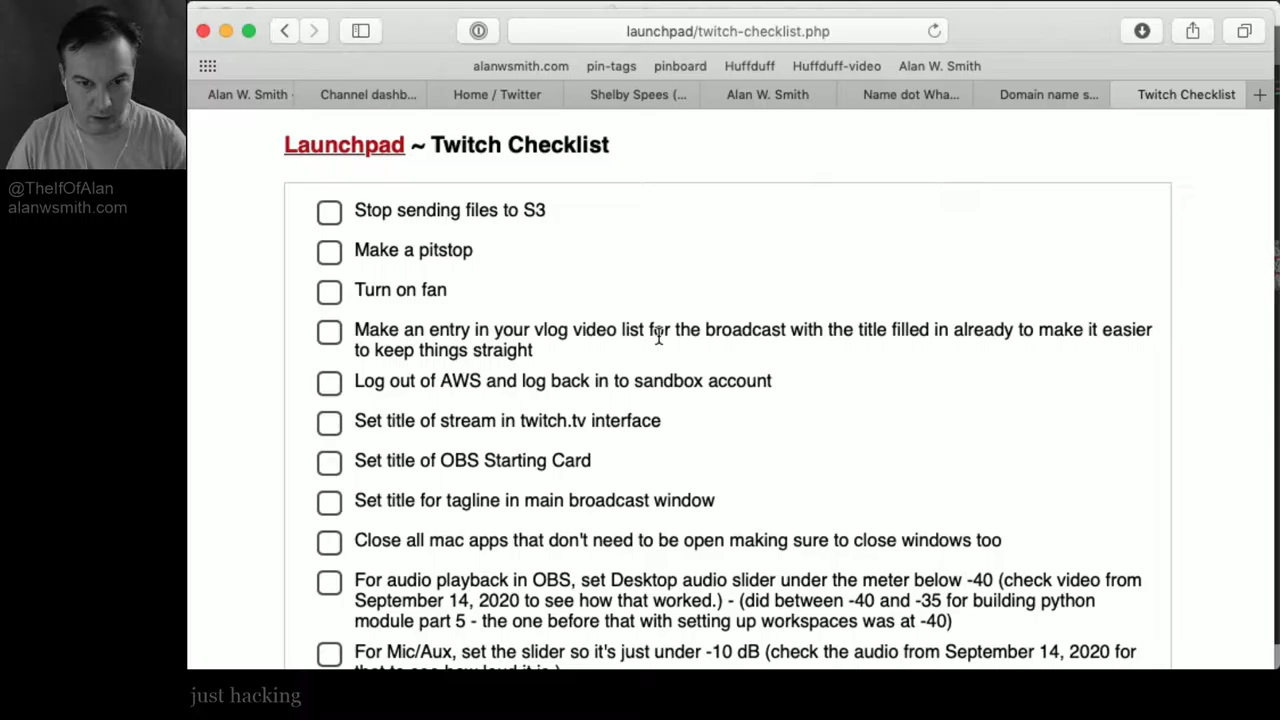 launchpad/twitch-checklist.php
alanwsmith.com pin-tags pinboard Huffduff Huffduff-video Alan W. Smith
Alan W. Smith Channel dashb... Home / Twitter Shelby Spees (... Alan W. Smith Name dot Wha... Domain name s... Twitch Checklist
Launchpad ~ Twitch Checklist
@TheIfOfAlan
alanwsmith.com
Stop sending files to S3
Make a pitstop
Turn on fan
Make an entry in your vlog video list for the broadcast with the title filled in already to make it easier
to keep things straight
Log out of AWS and log back in to sandbox account
Set title of stream in twitch.tv interface
Set title of OBS Starting Card
Set title for tagline in main broadcast window
Close all mac apps that don't need to be open making sure to close windows too
For audio playback in OBS, set Desktop audio slider under the meter below -40 (check video from
September 14, 2020 to see how that worked.) - (did between -40 and -35 for building python
module part 5 - the one before that with setting up workspaces was at -40)
For Mic/Aux, set the slider so it's just under -10 dB (check the audio from September 14, 2020 for
that to see how loud it is.)
just hacking